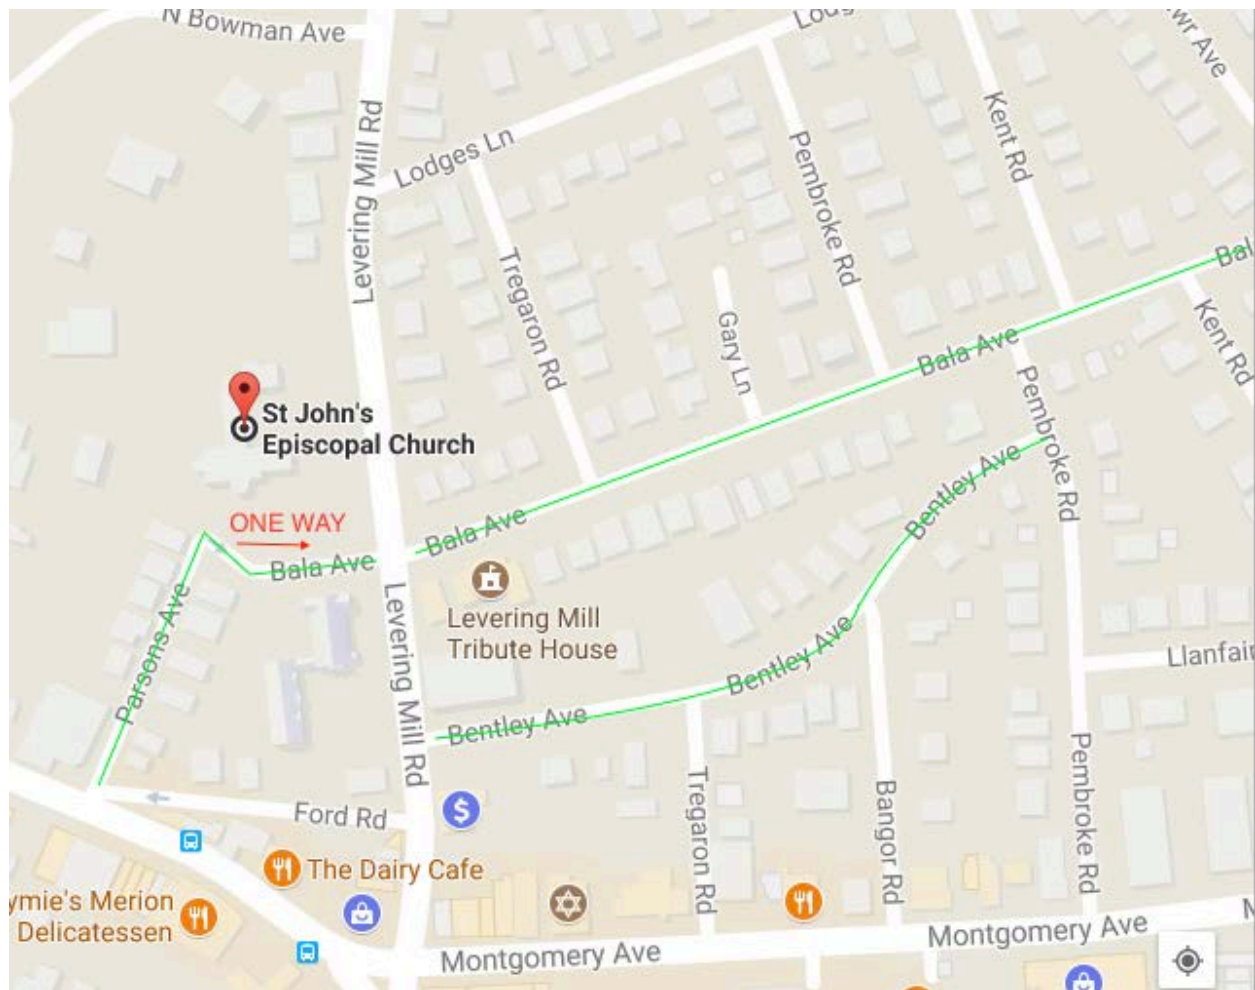 N Bowman Ave
Levering Mill Rd
Lodges Ln
Pembroke Rd
Kent Rd
Tregaron Rd
Gary Ln
St John's
Episcopal Church
Bala Ave
Kent Rd
Pembroke Rd
ONE WAY
Bala Ave
Bala Ave
Bentley Ave
Levering Mill
Tribute House
Parsons Ave
Levering Mill Rd
Bentley Ave
Bentley Ave
Ford Rd
Tregaron Rd
Bangor Rd
Pembroke Rd
$
The Dairy Cafe
Merion
Delicatessen
Montgomery Ave
Montgomery Ave